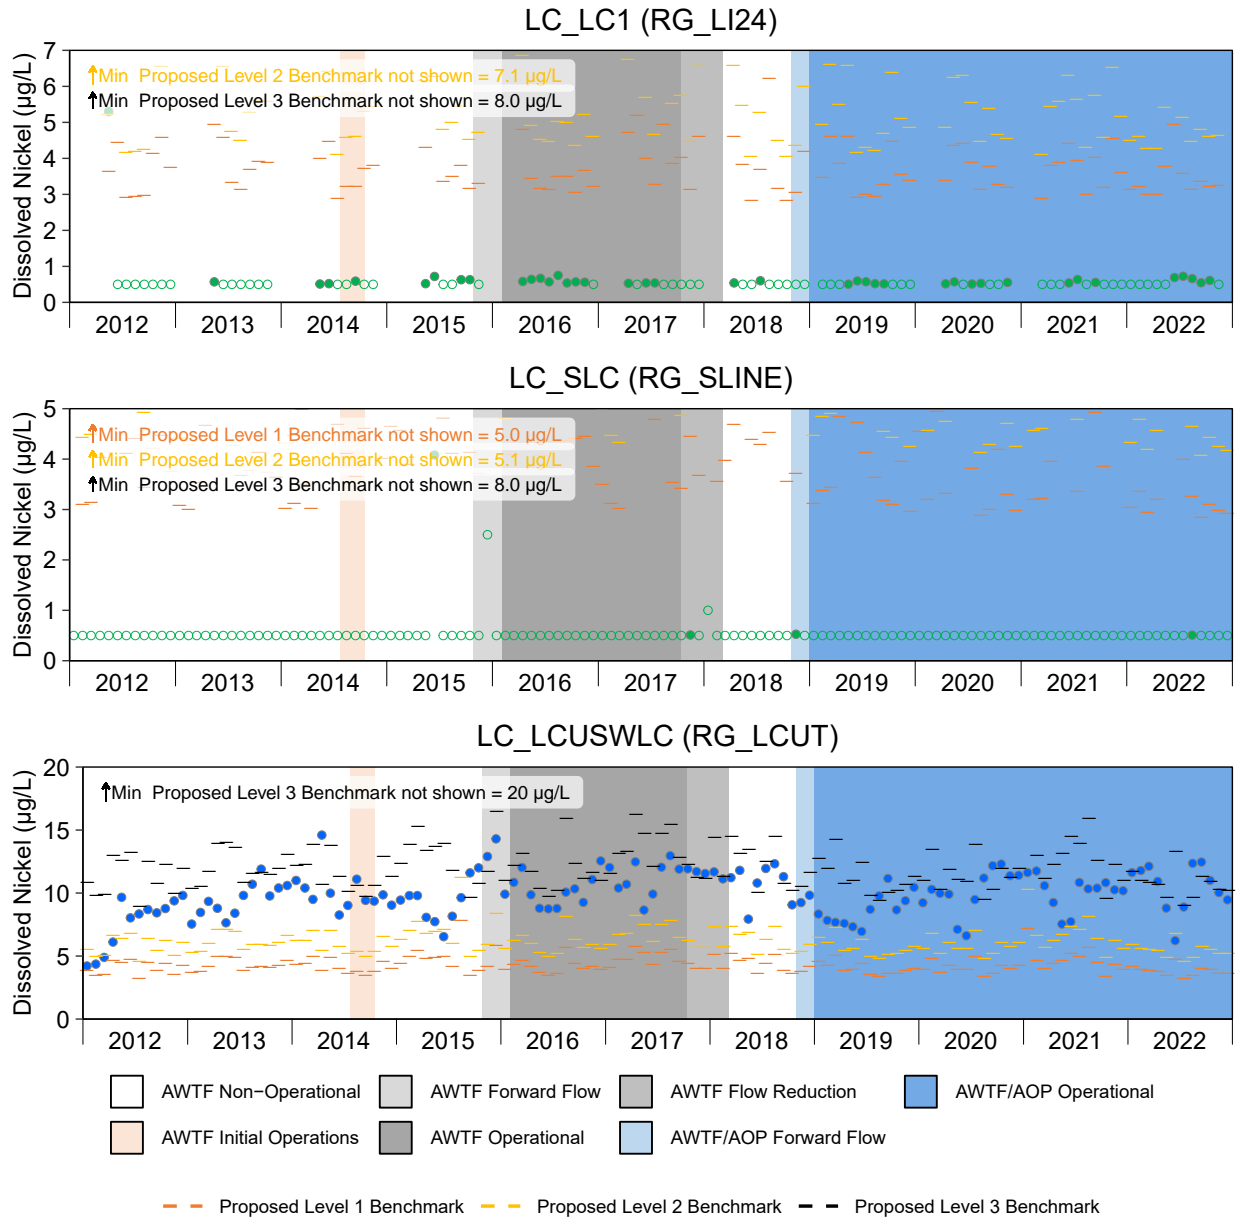 LC_LC1 (RG_LI24)
Dissolved Nickel (µg/L)
7
6
5
4
3
2
1
0
Min Proposed Level 2 Benchmark not shown = 7.1 µg/L
Min Proposed Level 3 Benchmark not shown = 8.0 µg/L
2012 2013 2014 2015 2016 2017 2018 2019 2020 2021 2022
LC_SLC (RG_SLINE)
Dissolved Nickel (µg/L)
5
4
3
2
1
0
Min Proposed Level 1 Benchmark not shown = 5.0 µg/L
Min Proposed Level 2 Benchmark not shown = 5.1 µg/L
Min Proposed Level 3 Benchmark not shown = 8.0 µg/L
2012 2013 2014 2015 2016 2017 2018 2019 2020 2021 2022
LC_LCUSWLC (RG_LCUT)
Dissolved Nickel (µg/L)
20
15
10
5
0
Min Proposed Level 3 Benchmark not shown = 20 µg/L
2012 2013 2014 2015 2016 2017 2018 2019 2020 2021 2022
AWTF Non−Operational AWTF Forward Flow AWTF Flow Reduction AWTF/AOP Operational
AWTF Initial Operations AWTF Operational AWTF/AOP Forward Flow
Proposed Level 1 Benchmark Proposed Level 2 Benchmark Proposed Level 3 Benchmark